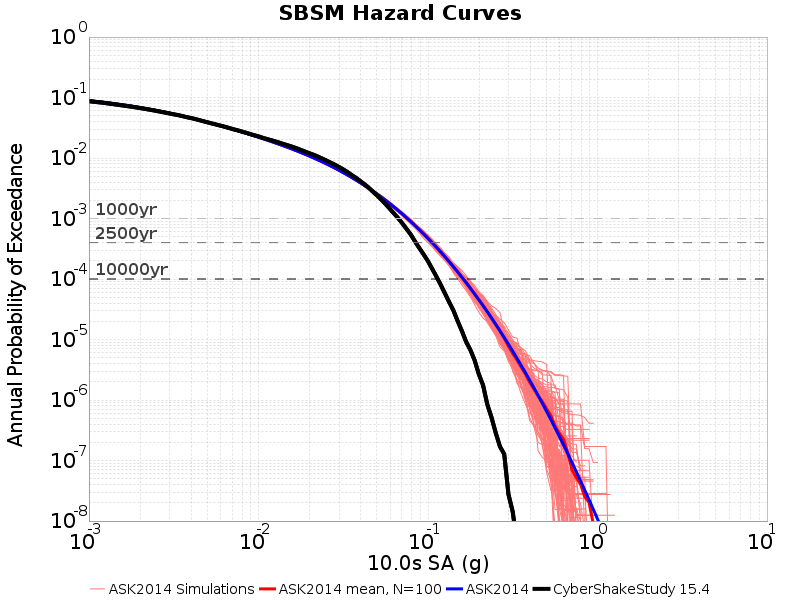 SBSM Hazard Curves
Annual Probability of Exceedance
10^0
10^-1
10^-2
10^-3
10^-4
10^-5
10^-6
10^-7
10^-8
1000yr
2500yr
10000yr
10^-3 10^-2 10^-1 10^0 10^1
10.0s SA (g)
ASK2014 Simulations ASK2014 mean, N=100 ASK2014 CyberShakeStudy 15.4